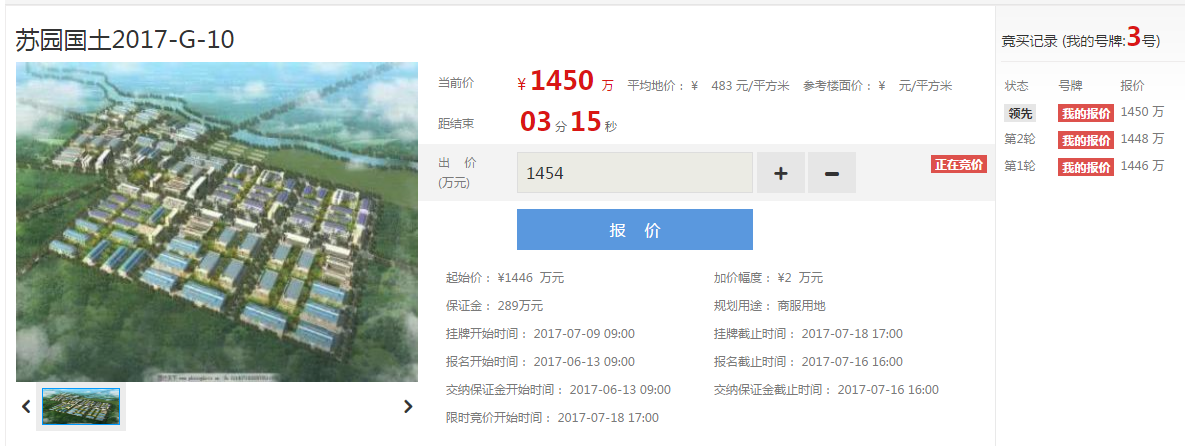 苏园国土2017-G-10
当前价 ¥ 1450 万 平均地价：¥ 483 元/平方米 参考楼面价：¥ 元/平方米
距结束 03 分 15 秒
出 价 1454 + − 正在竞价
(万元)
报 价
起始价：¥1446 万元 加价幅度：¥2 万元
保证金：289万元 规划用途：商服用地
挂牌开始时间：2017-07-09 09:00 挂牌截止时间：2017-07-18 17:00
报名开始时间：2017-06-13 09:00 报名截止时间：2017-07-16 16:00
交纳保证金开始时间：2017-06-13 09:00 交纳保证金截止时间：2017-07-16 16:00
限时竞价开始时间：2017-07-18 17:00
竞买记录 (我的号牌:3号)
状态 号牌 报价
领先 我的报价 1450 万
第2轮 我的报价 1448 万
第1轮 我的报价 1446 万